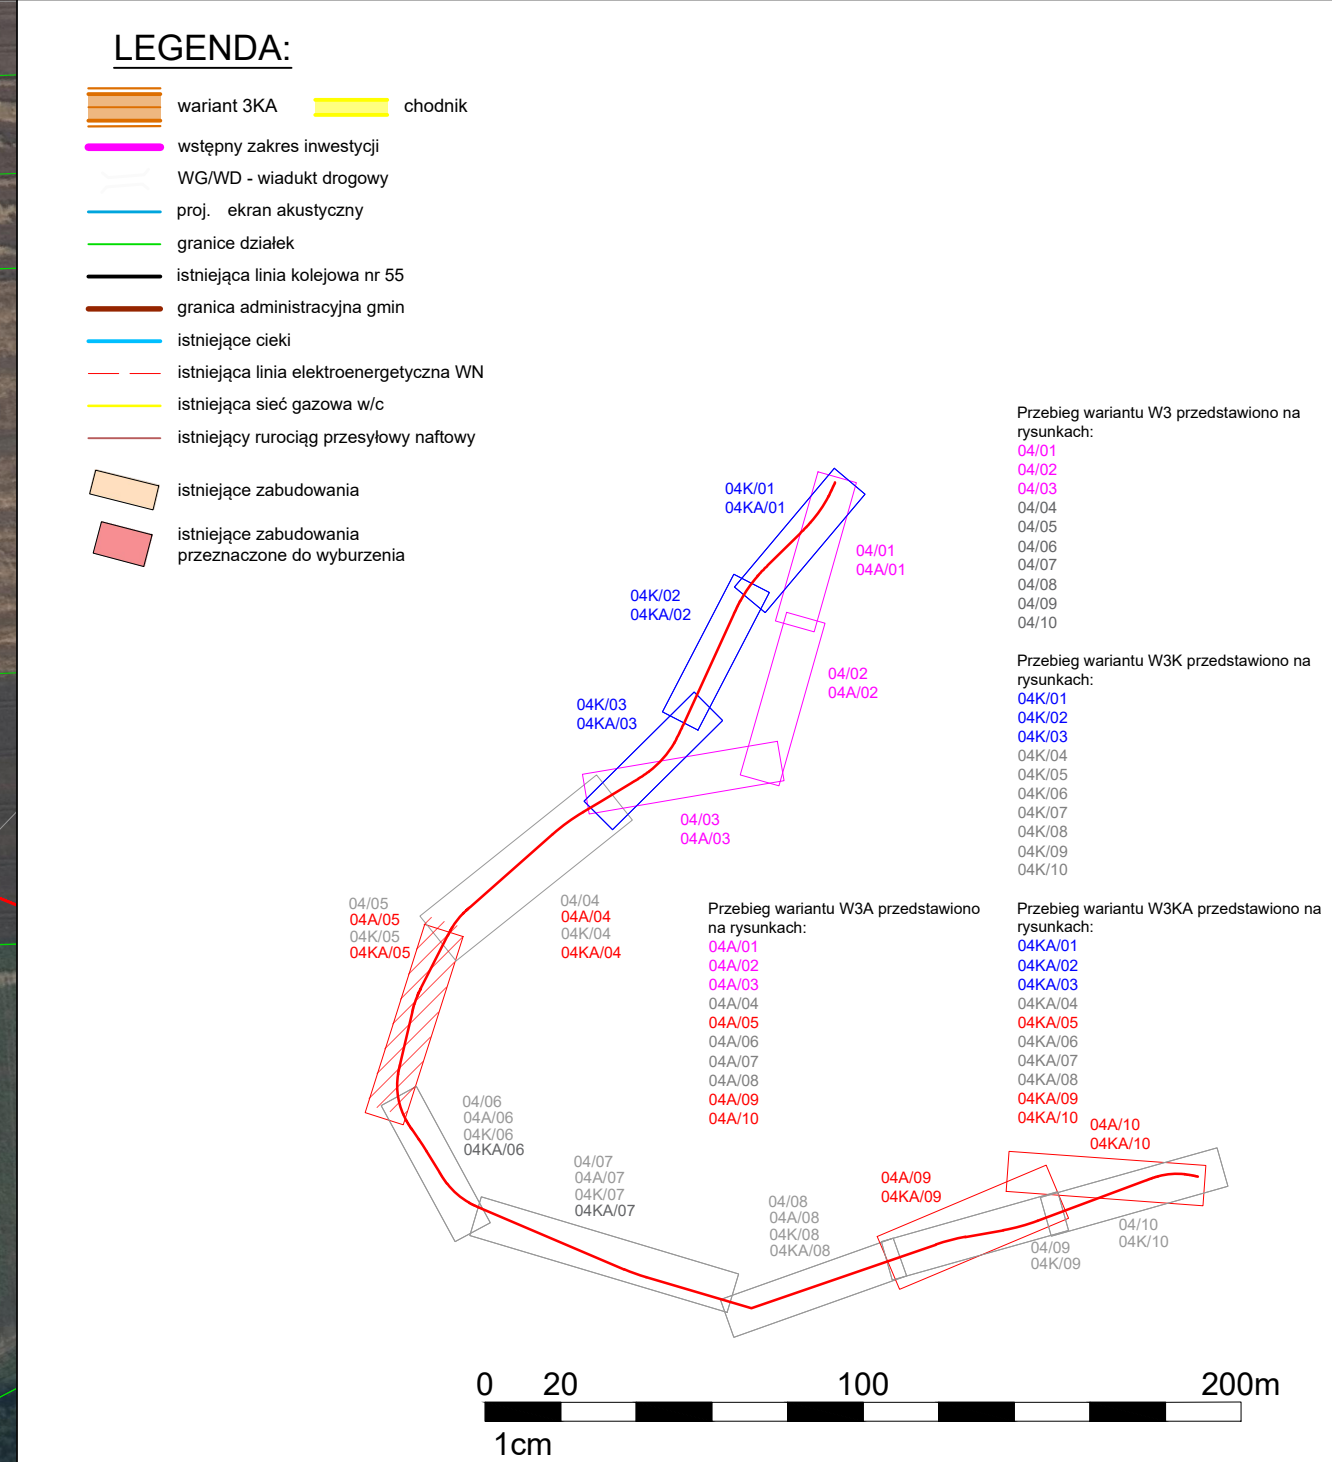 LEGENDA:
wariant 3KA
chodnik
wstępny zakres inwestycji
WG/WD - wiadukt drogowy
proj. ekran akustyczny
granice działek
istniejąca linia kolejowa nr 55
granica administracyjna gmin
istniejące cieki
istniejąca linia elektroenergetyczna WN
istniejąca sieć gazowa w/c
istniejący rurociąg przesyłowy naftowy
istniejące zabudowania
istniejące zabudowania
przeznaczone do wyburzenia
04K/01
04KA/01
04/01
04A/01
04K/02
04KA/02
04/02
04A/02
04K/03
04KA/03
04/03
04A/03
04/04
04A/04
04K/04
04KA/04
04/05
04A/05
04K/05
04KA/05
04/06
04A/06
04K/06
04KA/06
04/07
04A/07
04K/07
04KA/07
04/08
04A/08
04K/08
04KA/08
04A/09
04KA/09
04/09
04K/09
04A/10
04KA/10
04/10
04K/10
Przebieg wariantu W3 przedstawiono na
rysunkach:
04/01
04/02
04/03
04/04
04/05
04/06
04/07
04/08
04/09
04/10
Przebieg wariantu W3K przedstawiono na
rysunkach:
04K/01
04K/02
04K/03
04K/04
04K/05
04K/06
04K/07
04K/08
04K/09
04K/10
Przebieg wariantu W3A przedstawiono
na rysunkach:
04A/01
04A/02
04A/03
04A/04
04A/05
04A/06
04A/07
04A/08
04A/09
04A/10
Przebieg wariantu W3KA przedstawiono na
rysunkach:
04KA/01
04KA/02
04KA/03
04KA/04
04KA/05
04KA/06
04KA/07
04KA/08
04KA/09
04KA/10
0 20 100 200m
1cm